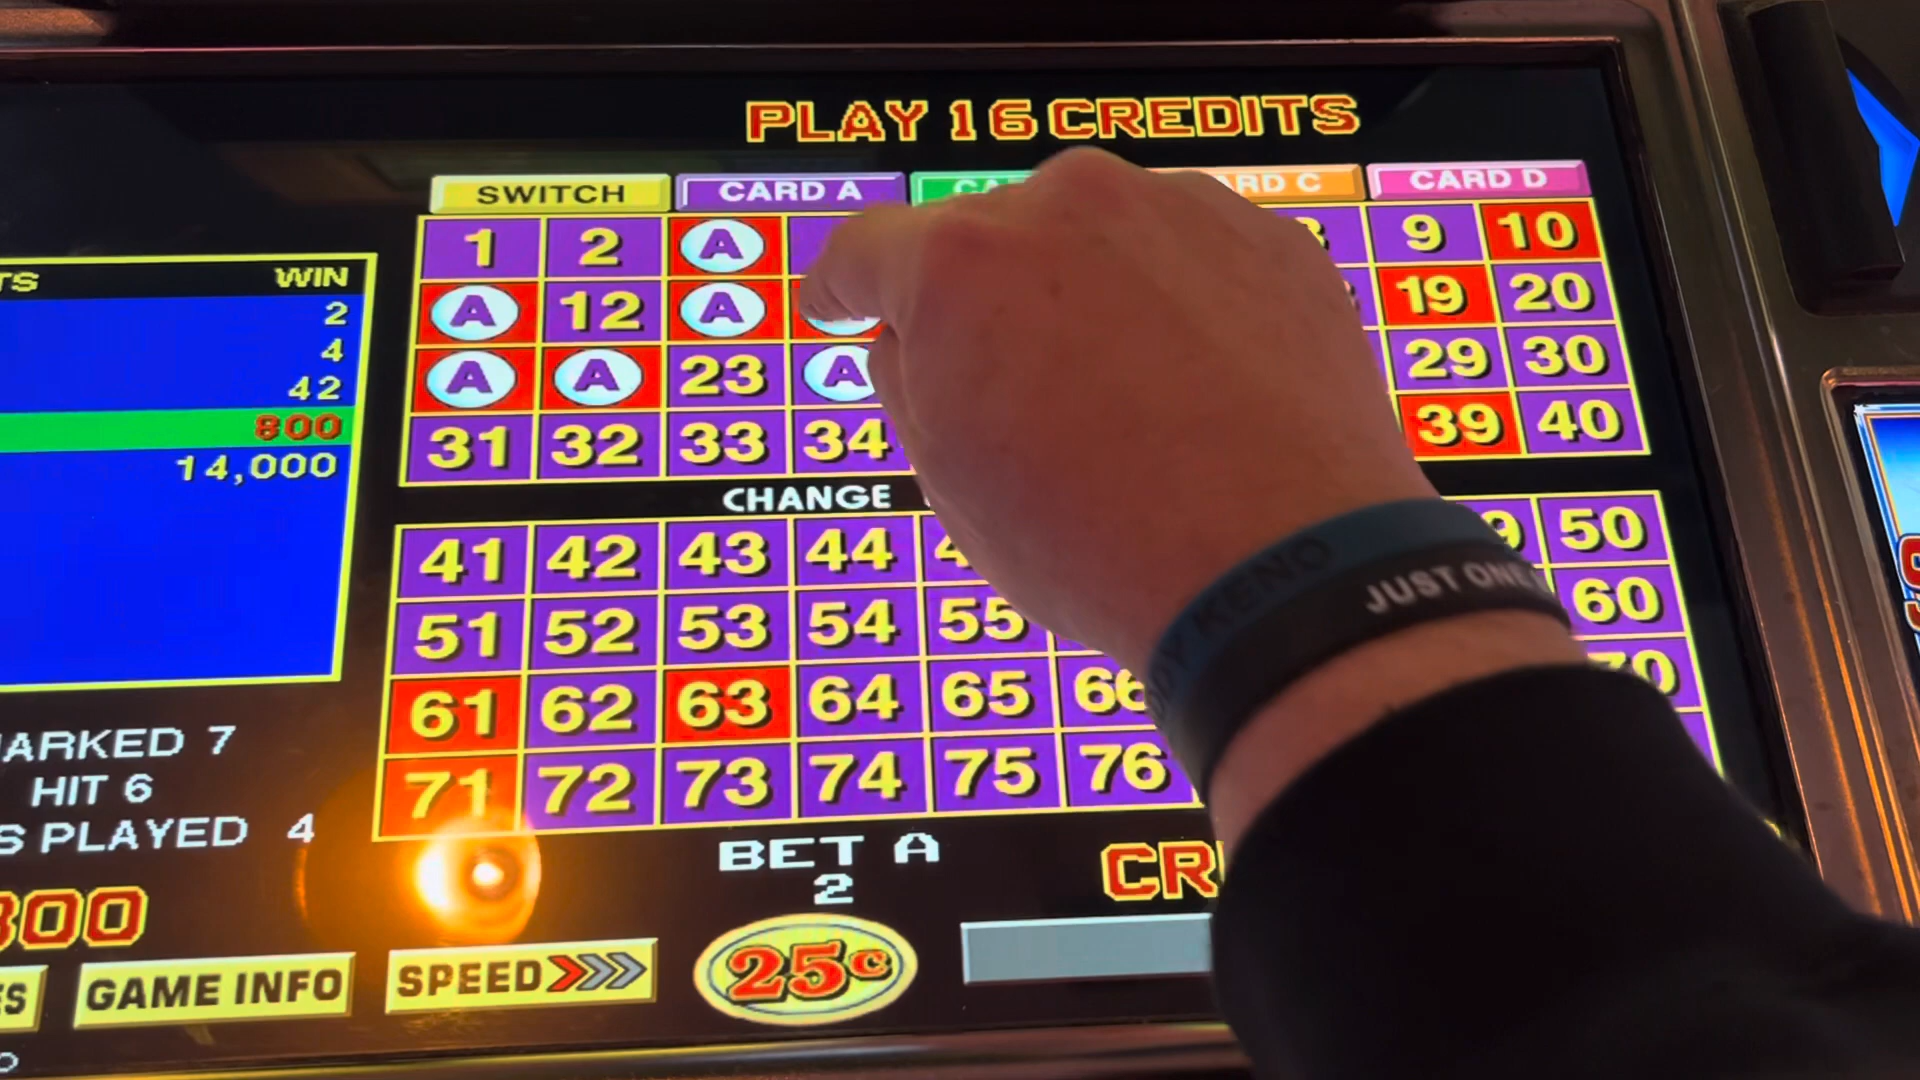 PLAY 16 CREDITS
SWITCH CARD A CARD D
WIN
2
4
42
800
14,000
1 2 A 9 10
A 12 A 19 20
A A 23 A 29 30
31 32 33 34 39 40
CHANGE
41 42 43 44 50
51 52 53 54 55 60
61 62 63 64 65 66
71 72 73 74 75 76
MARKED 7
HIT 6
PLAYED 4
BET A
2
GAME INFO SPEED 25¢
KENO
JUST ONE